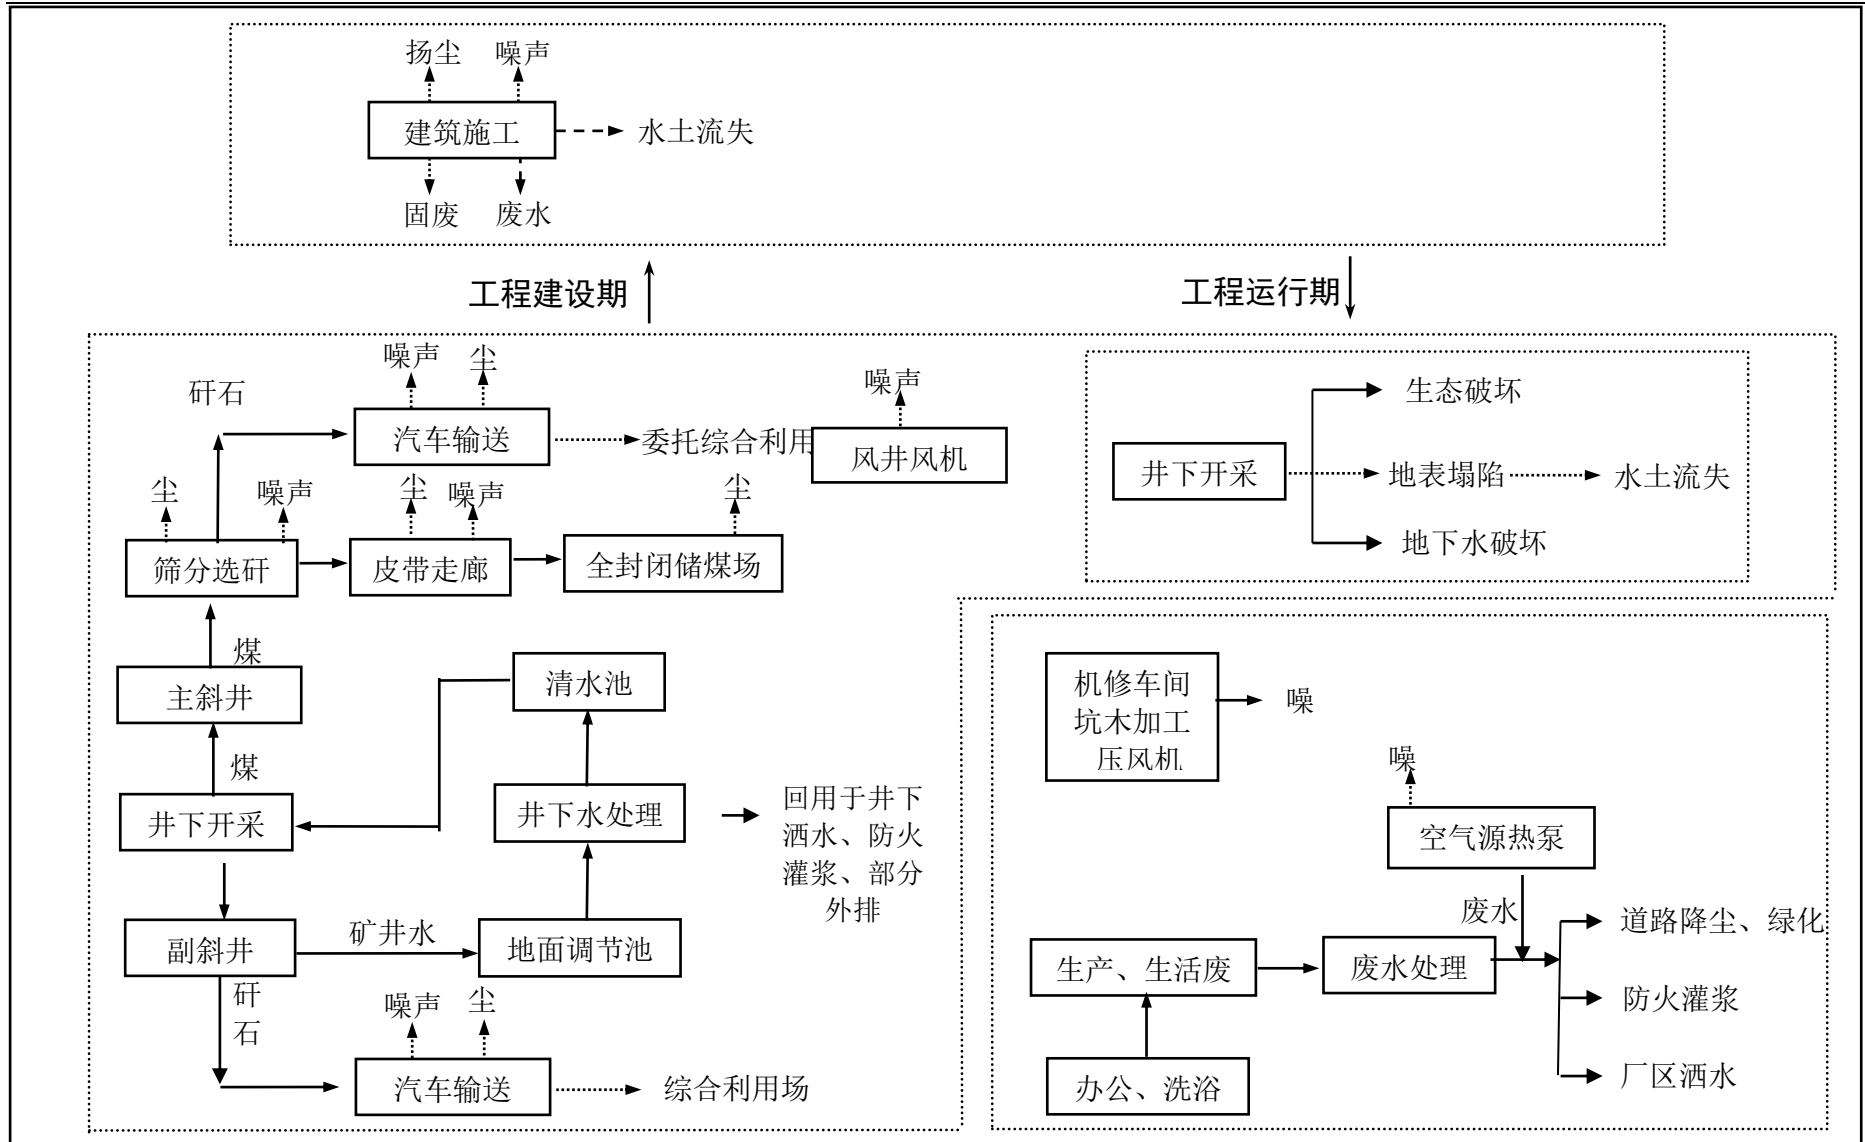 扬尘 噪声
建筑施工
水土流失
固废 废水
工程建设期
工程运行期
噪声 尘
矸石
汽车输送
委托综合利用
噪声
风井风机
尘 噪声 尘 噪声 尘
筛分选矸
皮带走廊
全封闭储煤场
煤
主斜井
清水池
煤
井下开采
井下水处理
回用于井下
洒水、防火
灌浆、部分
外排
副斜井
矿井水
地面调节池
矸
石
噪声 尘
汽车输送
综合利用场
生态破坏
井下开采
地表塌陷
水土流失
地下水破坏
机修车间
坑木加工
压风机
噪
噪
空气源热泵
废水
生产、生活废
废水处理
道路降尘、绿化
防火灌浆
厂区洒水
办公、洗浴